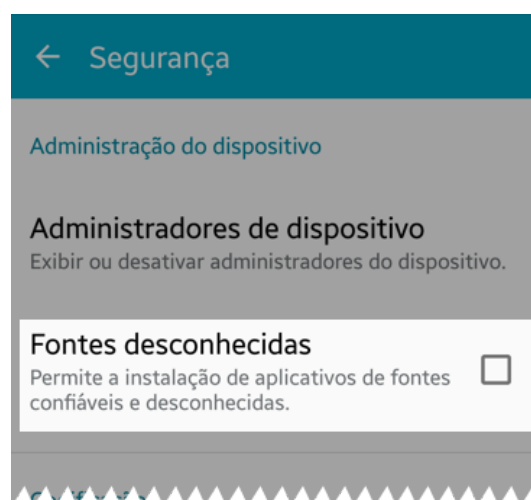 Segurança
Administração do dispositivo
Administradores de dispositivo
Exibir ou desativar administradores do dispositivo.
Fontes desconhecidas
Permite a instalação de aplicativos de fontes
confiáveis e desconhecidas.